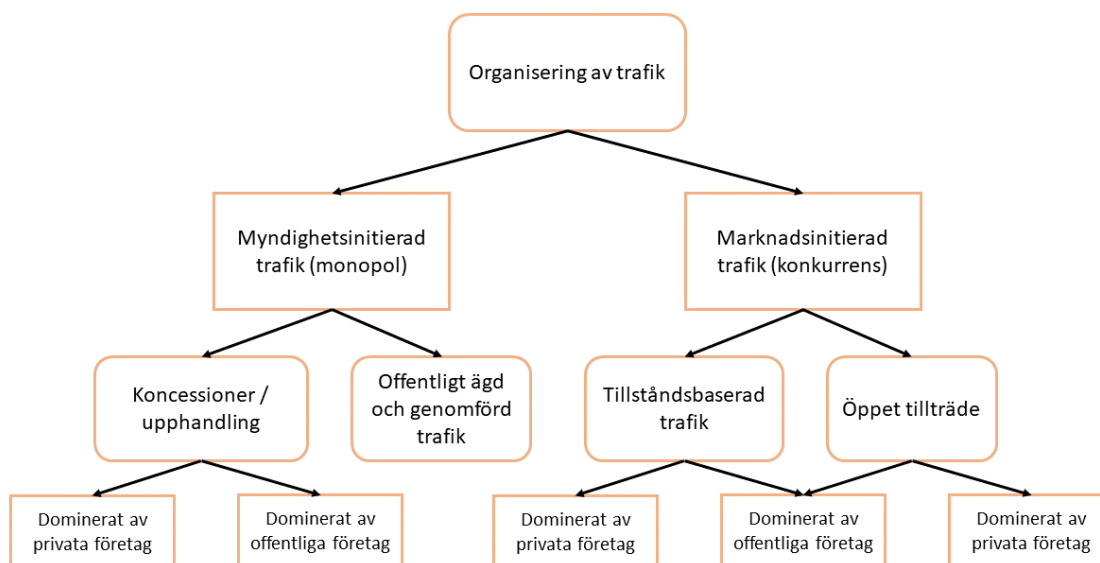 Organisering av trafik
Myndighetsinitierad
trafik (monopol)
Marknadsinitierad
trafik (konkurrens)
Koncessioner /
upphandling
Offentligt ägd
och genomförd
trafik
Tillståndsbaserad
trafik
Öppet tillträde
Dominerat av
privata företag
Dominerat av
offentliga företag
Dominerat av
privata företag
Dominerat av
offentliga företag
Dominerat av
privata företag